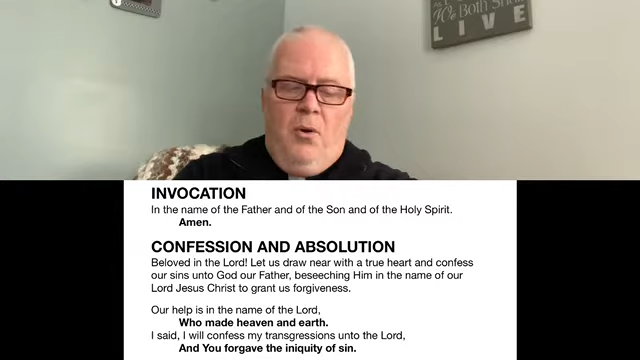 We Both Shall
LIVE
INVOCATION
In the name of the Father and of the Son and of the Holy Spirit.
Amen.
CONFESSION AND ABSOLUTION
Beloved in the Lord! Let us draw near with a true heart and confess
our sins unto God our Father, beseeching Him in the name of our
Lord Jesus Christ to grant us forgiveness.
Our help is in the name of the Lord,
Who made heaven and earth.
I said, I will confess my transgressions unto the Lord,
And You forgave the iniquity of sin.